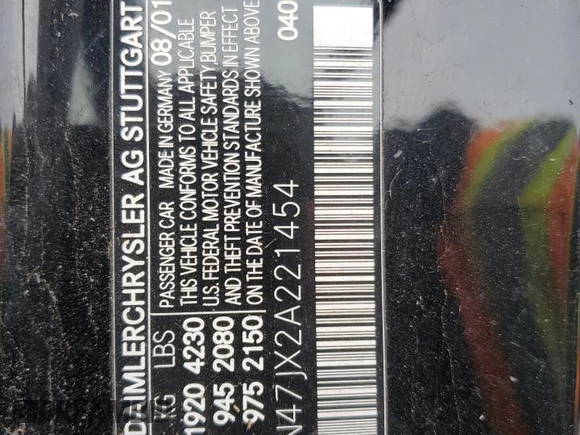 DAIMLERCHRYSLER AG STUTTGART
KG LBS PASSENGER CAR MADE IN GERMANY 08/01
1920 4230 THIS VEHICLE CONFORMS TO ALL APPLICABLE
U.S. FEDERAL MOTOR VEHICLE SAFETY, BUMPER
945 2080 AND THEFT PREVENTION STANDARDS IN EFFECT
975 2150 ON THE DATE OF MANUFACTURE SHOWN ABOVE
040
N47JX2A221454